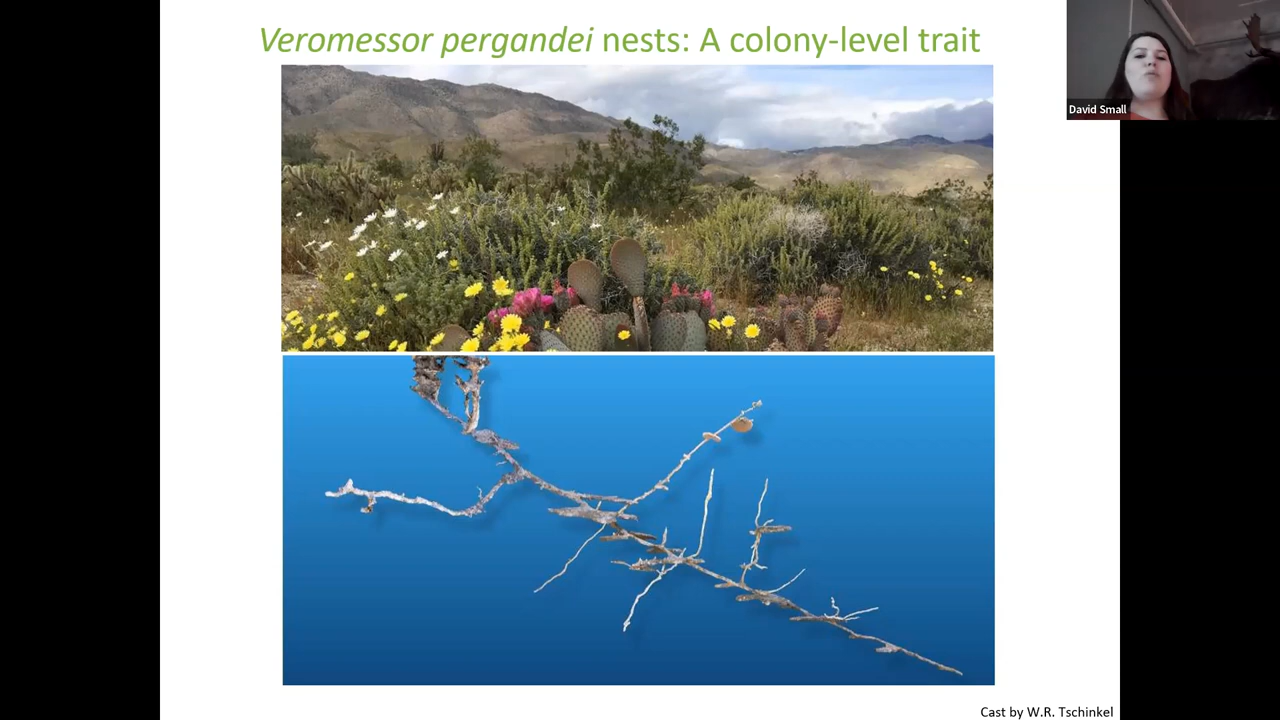 Veromessor pergandei nests: A colony-level trait
David Small
Cast by W.R. Tschinkel